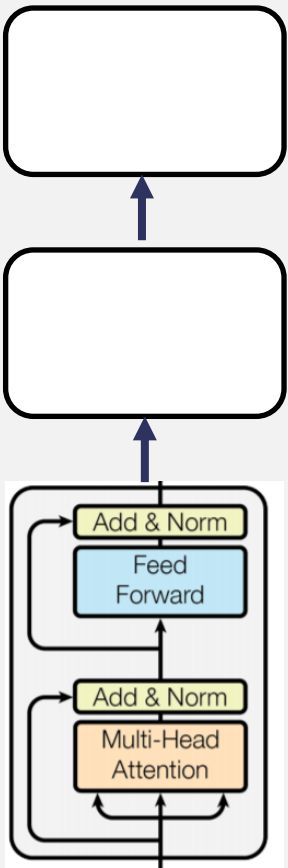 Add & Norm
Feed
Forward
Add & Norm
Multi-Head
Attention